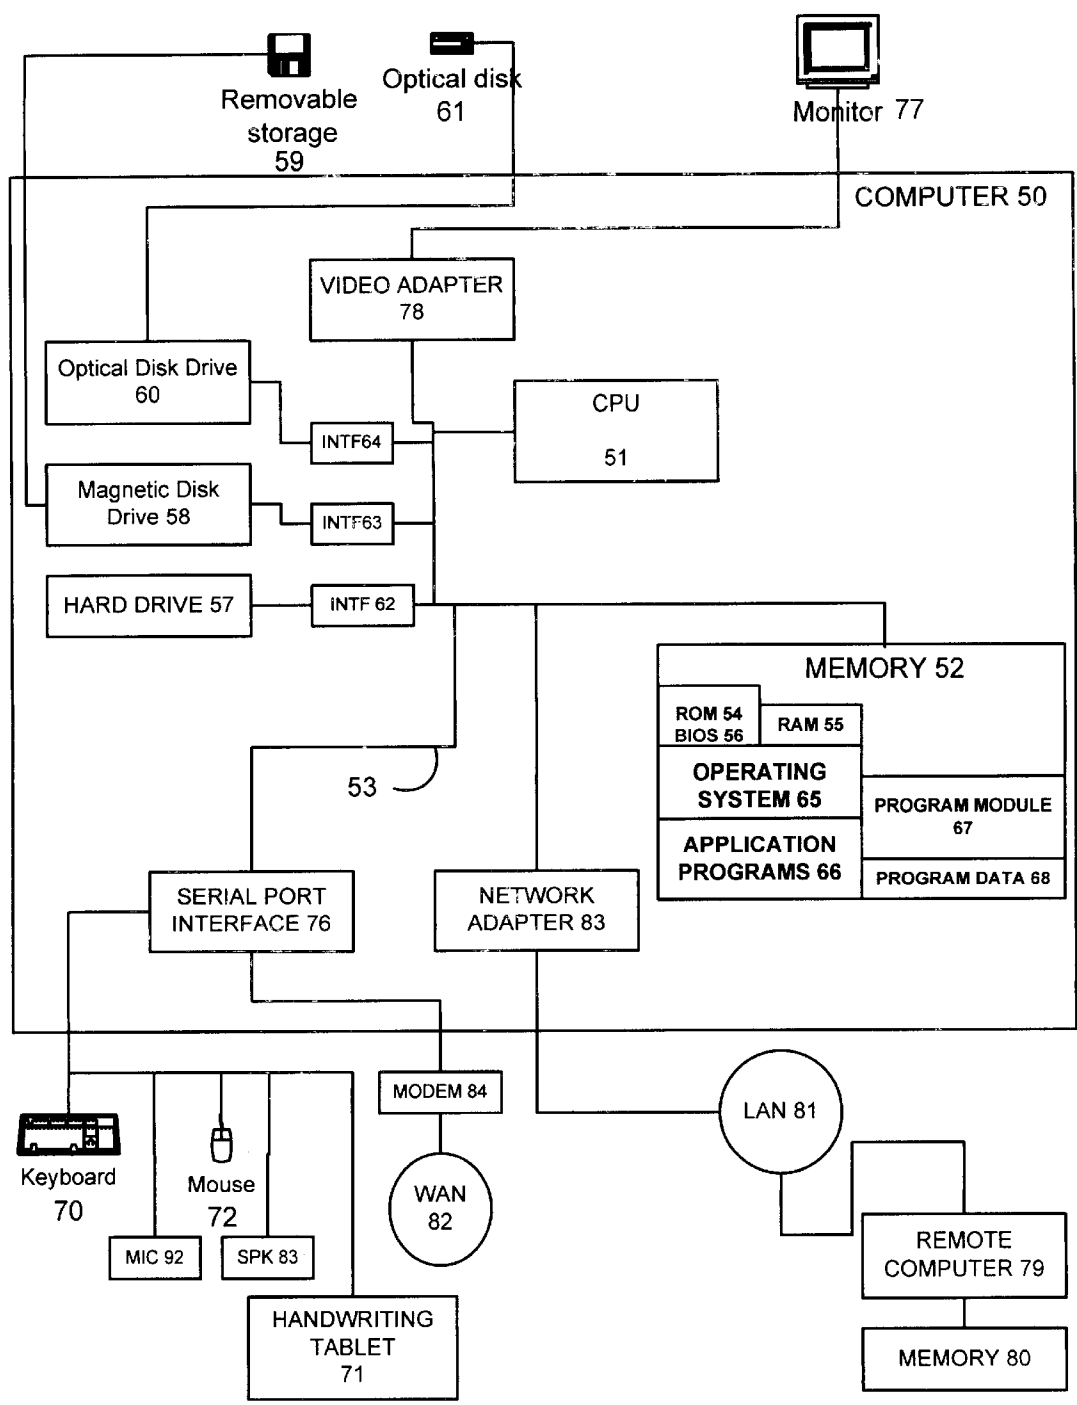 Removable
storage
59
Optical disk
61
Monitor 77
COMPUTER 50
VIDEO ADAPTER
78
Optical Disk Drive
60
CPU
51
INTF64
Magnetic Disk
Drive 58
INTF63
HARD DRIVE 57
INTF 62
MEMORY 52
ROM 54
BIOS 56
RAM 55
OPERATING
SYSTEM 65
PROGRAM MODULE
67
APPLICATION
PROGRAMS 66
PROGRAM DATA 68
53
SERIAL PORT
INTERFACE 76
NETWORK
ADAPTER 83
MODEM 84
LAN 81
Keyboard
70
Mouse
72
WAN
82
MIC 92
SPK 83
REMOTE
COMPUTER 79
HANDWRITING
TABLET
71
MEMORY 80